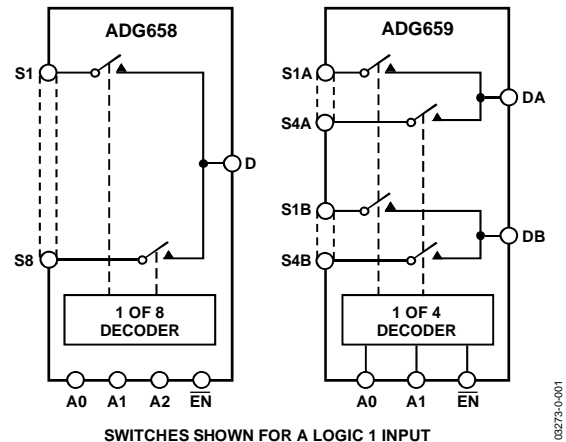 ADG658
S1
D
S8
1 OF 8
DECODER
A0 A1 A2 EN
ADG659
S1A
DA
S4A
S1B
DB
S4B
1 OF 4
DECODER
A0 A1 EN
SWITCHES SHOWN FOR A LOGIC 1 INPUT
03273-0-001